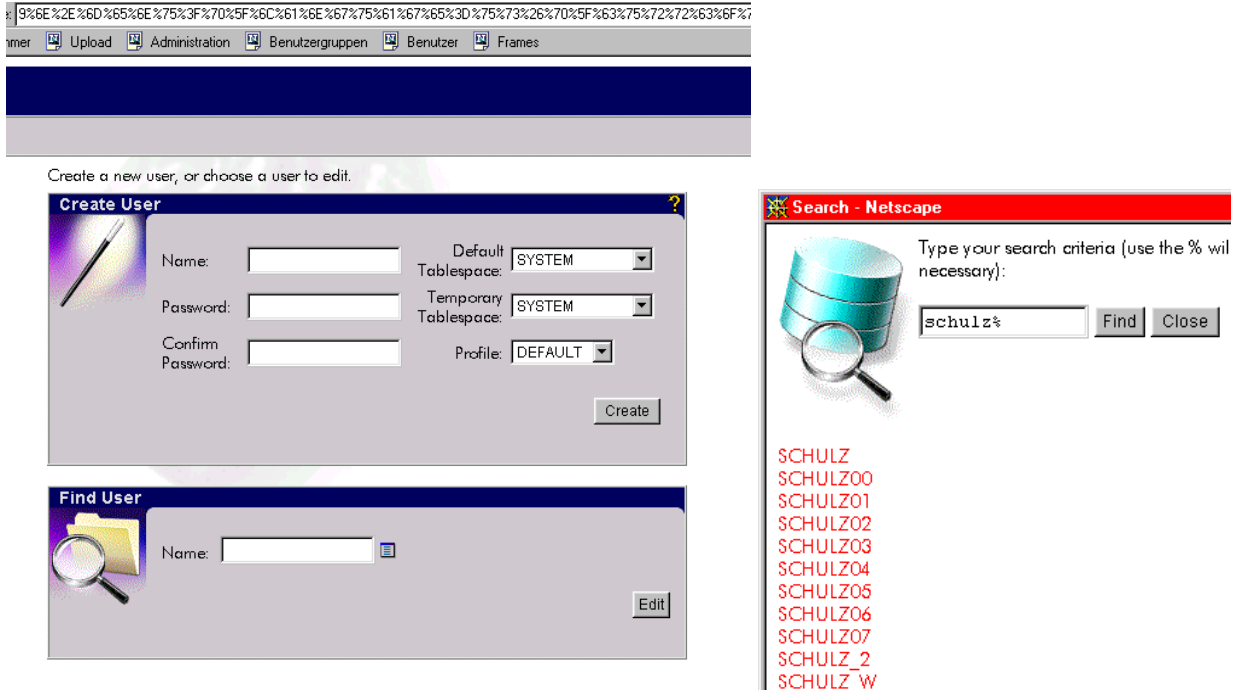 9%6E%2E%6D%65%6E%75%3F%70%5F%6C%61%6E%67%75%61%67%65%3D%75%73%26%70%5F%63%75%72%72%63%6F%7
mmer Upload Administration Benutzergruppen Benutzer Frames
Create a new user, or choose a user to edit.
Create User ?
Name:
Default Tablespace: SYSTEM
Password:
Temporary Tablespace: SYSTEM
Confirm Password:
Profile: DEFAULT
Create
Find User
Name:
Edit
Search - Netscape
Type your search criteria (use the % wil
necessary):
schulz% Find Close
SCHULZ
SCHULZ00
SCHULZ01
SCHULZ02
SCHULZ03
SCHULZ04
SCHULZ05
SCHULZ06
SCHULZ07
SCHULZ_2
SCHULZ_W